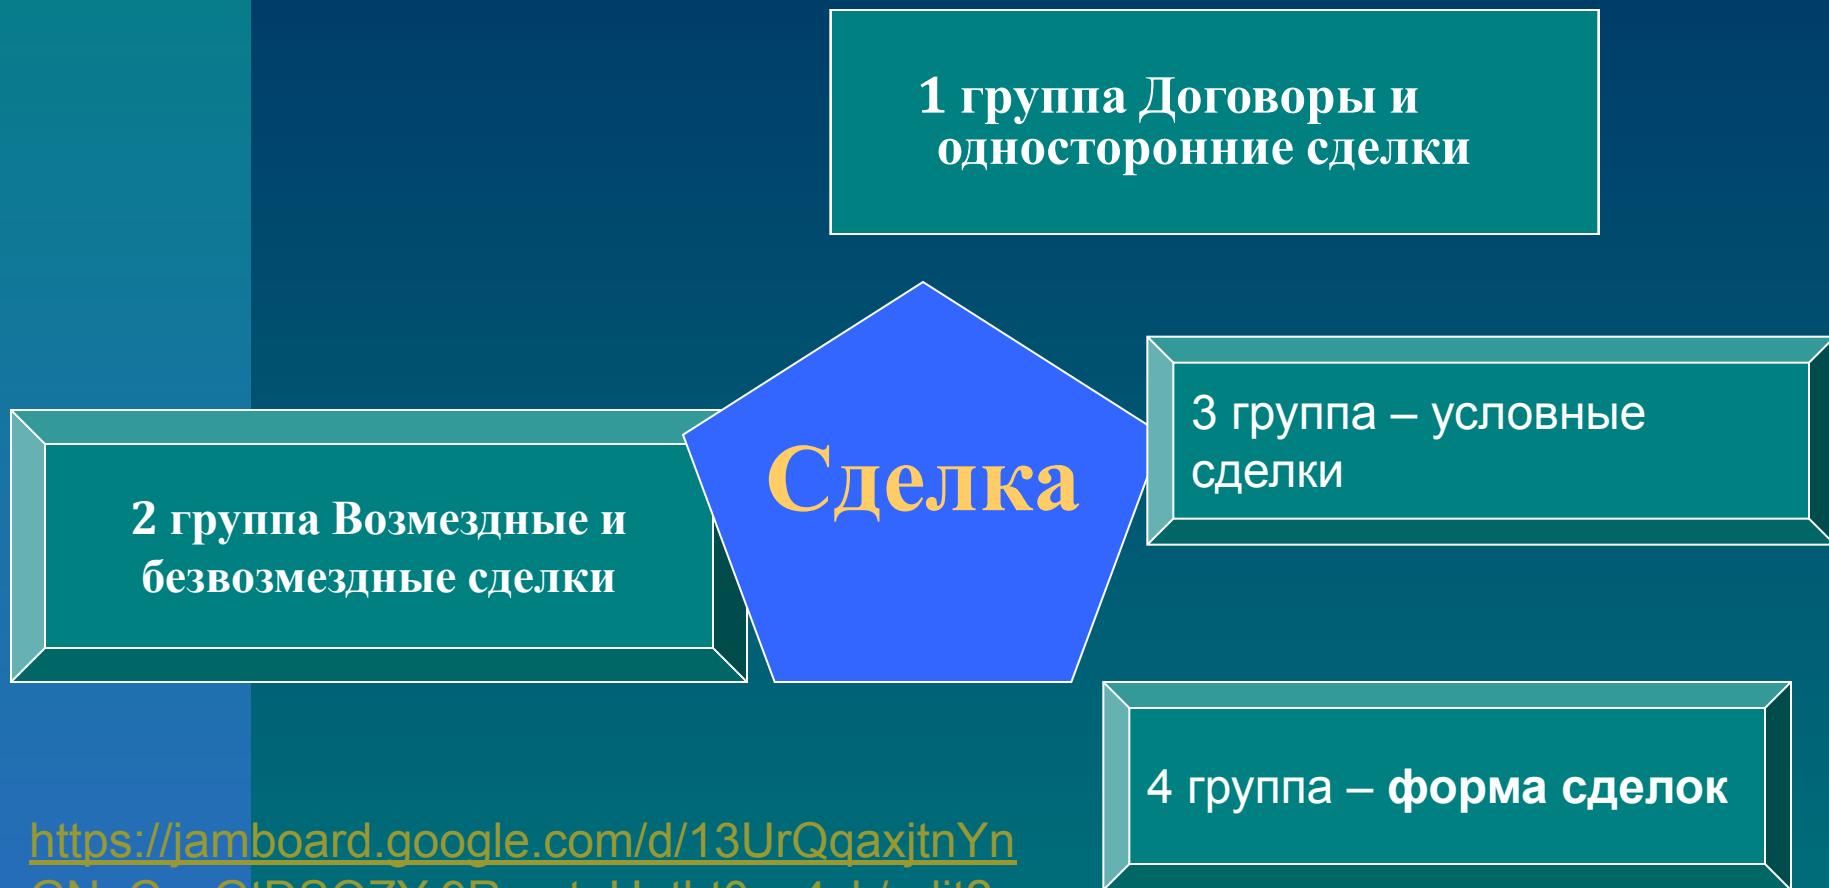 1 группа Договоры и
односторонние сделки
Сделка
3 группа – условные
сделки
2 группа Возмездные и
безвозмездные сделки
4 группа – форма сделок
https://jamboard.google.com/d/13UrQqaxjtnYn